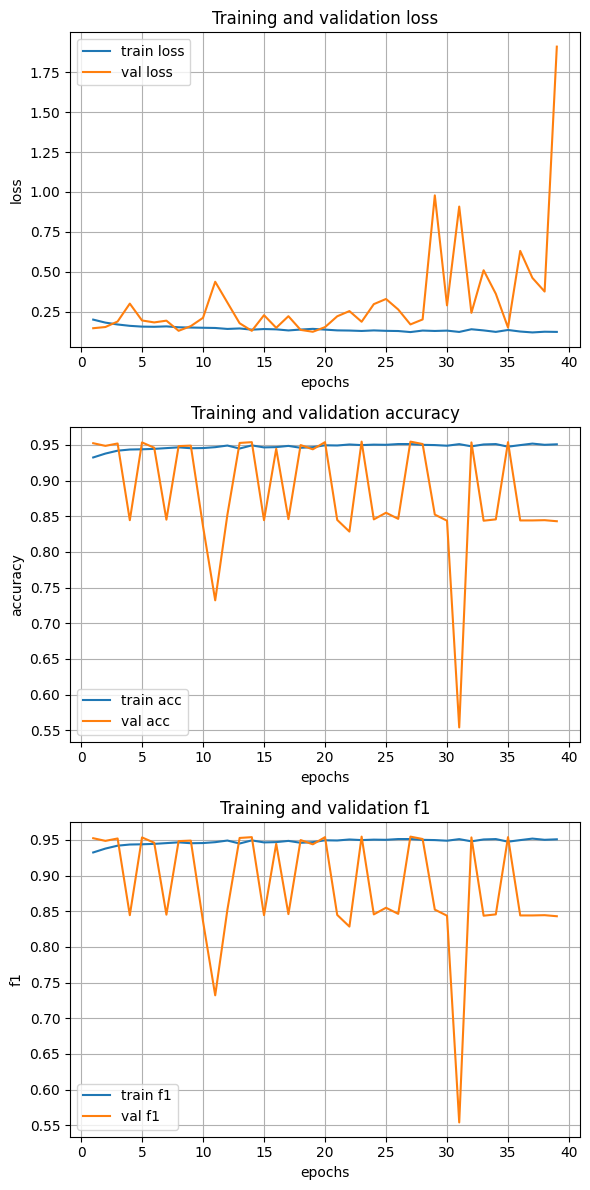 Training and validation loss
train loss
val loss
1.75
1.50
1.25
1.00
0.75
0.50
0.25
loss
0 5 10 15 20 25 30 35 40
epochs
Training and validation accuracy
0.95
0.90
0.85
0.80
0.75
0.70
0.65
0.60
0.55
accuracy
train acc
val acc
0 5 10 15 20 25 30 35 40
epochs
Training and validation f1
0.95
0.90
0.85
0.80
0.75
0.70
0.65
0.60
0.55
f1
train f1
val f1
0 5 10 15 20 25 30 35 40
epochs